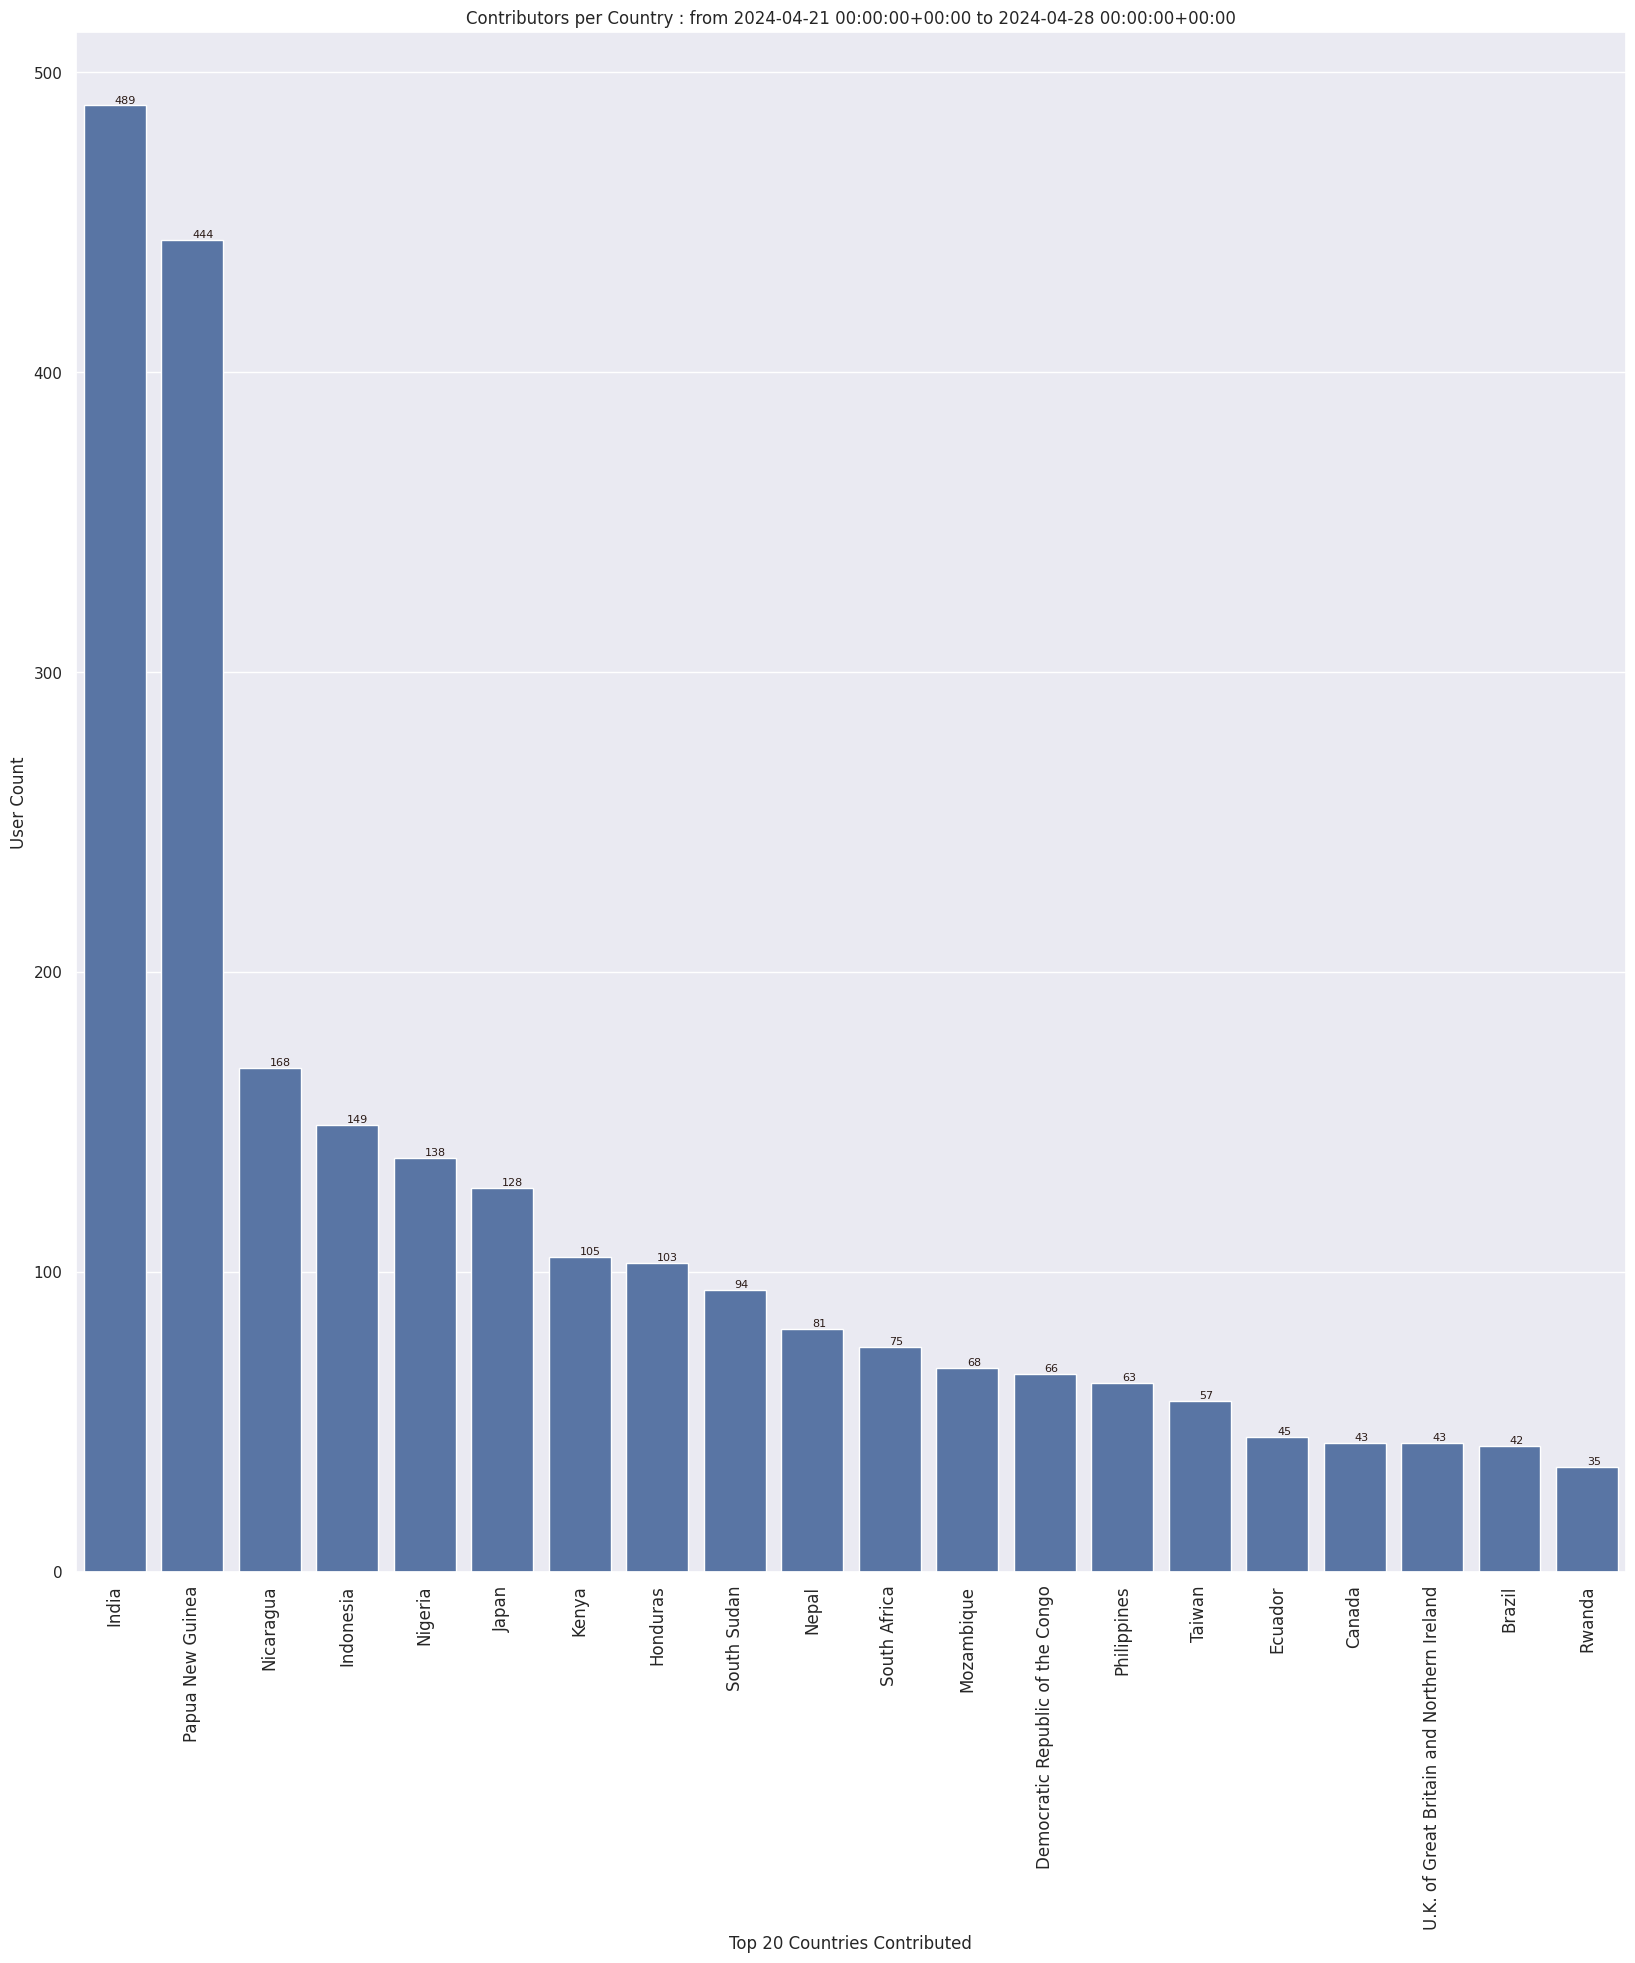 Contributors per Country : from 2024-04-21 00:00:00+00:00 to 2024-04-28 00:00:00+00:00
User Count
500
400
300
200
100
0
489
444
168
149
138
128
105
103
94
81
75
68
66
63
57
45
43
43
42
35
India
Papua New Guinea
Nicaragua
Indonesia
Nigeria
Japan
Kenya
Honduras
South Sudan
Nepal
South Africa
Mozambique
Democratic Republic of the Congo
Philippines
Taiwan
Ecuador
Canada
U.K. of Great Britain and Northern Ireland
Brazil
Rwanda
Top 20 Countries Contributed